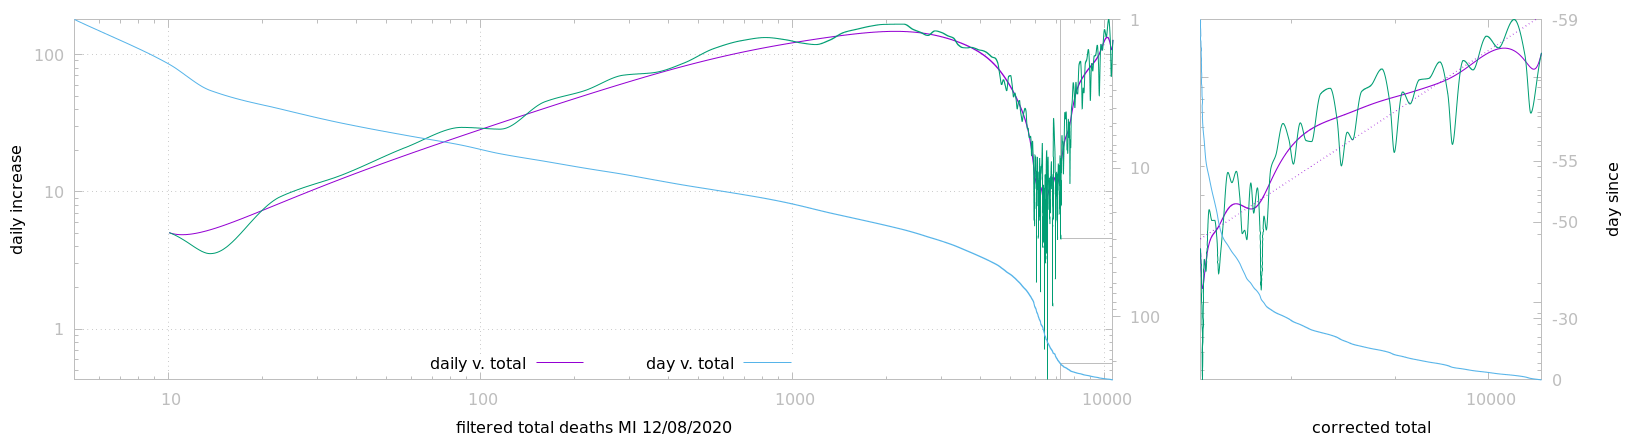 daily increase
100
10
1
daily v. total
day v. total
10
100
1000
10000
filtered total deaths MI 12/08/2020
1
10
100
-59
-55
-50
-30
0
day since
10000
corrected total